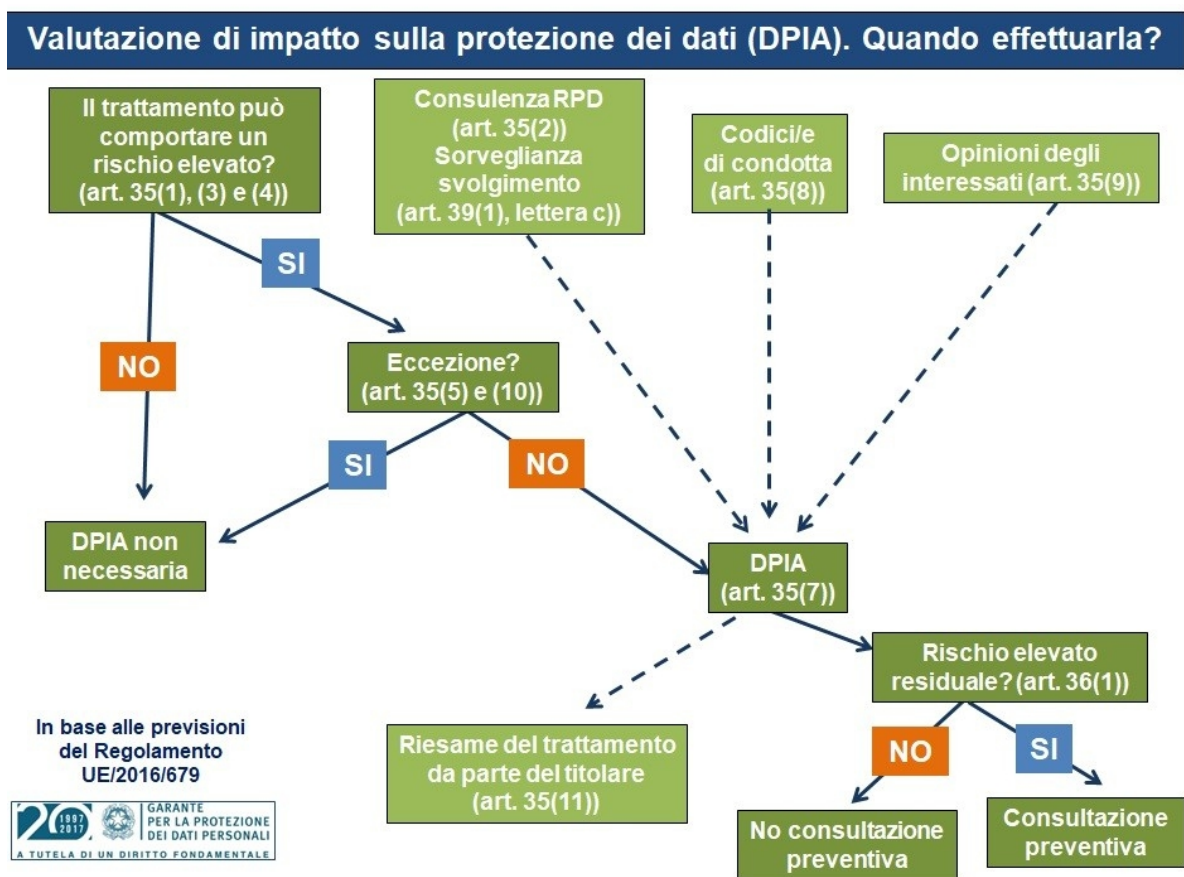 Valutazione di impatto sulla protezione dei dati (DPIA). Quando effettuarla?
Il trattamento può
comportare un
rischio elevato?
(art. 35(1), (3) e (4))
Consulenza RPD
(art. 35(2))
Sorveglianza
svolgimento
(art. 39(1), lettera c))
Codici/e
di condotta
(art. 35(8))
Opinioni degli
interessati (art. 35(9))
SI
NO
Eccezione?
(art. 35(5) e (10))
SI
NO
DPIA non
necessaria
DPIA
(art. 35(7))
Rischio elevato
residuale? (art. 36(1))
NO
SI
Riesame del trattamento
da parte del titolare
(art. 35(11))
No consultazione
preventiva
Consultazione
preventiva
In base alle previsioni
del Regolamento
UE/2016/679
20
1997
2017
GARANTE
PER LA PROTEZIONE
DEI DATI PERSONALI
A TUTELA DI UN DIRITTO FONDAMENTALE